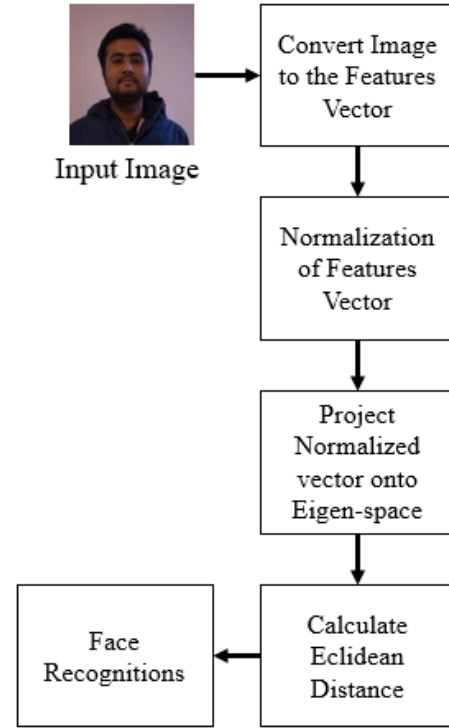 Input Image
Convert Image
to the Features
Vector
Normalization
of Features
Vector
Project
Normalized
vector onto
Eigen-space
Calculate
Eclidean
Distance
Face
Recognitions